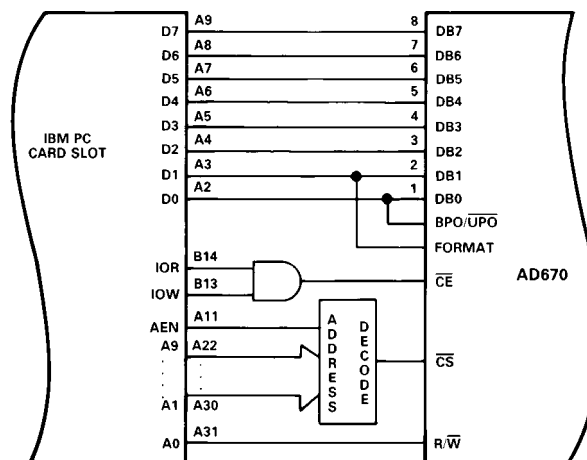 D7 A9 8 DB7
D6 A8 7 DB6
D5 A7 6 DB5
D4 A6 5 DB4
D3 A5 4 DB3
D2 A4 3 DB2
D1 A3 2 DB1
D0 A2 1 DB0
IBM PC
CARD SLOT
BPO/UPO
FORMAT
IOR B14
IOW B13
CE
AD670
AEN A11
A9 A22
A1 A30
ADDRESS
DECODE
CS
A0 A31
R/W